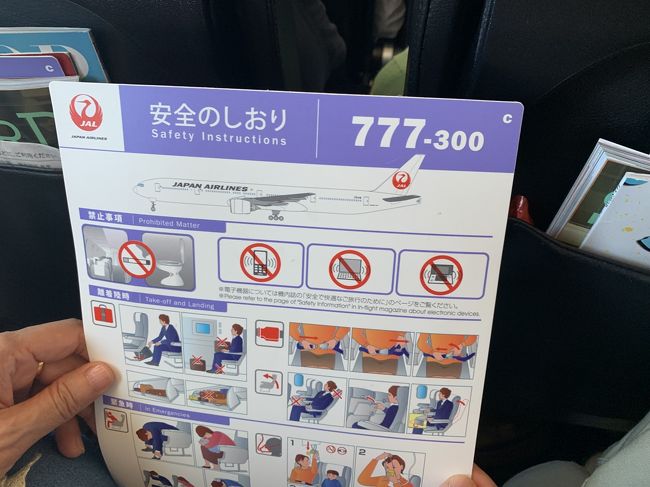 JAL
JAPAN AIRLINES
安全のしおり
Safety Instructions
777-300
C
C
JAPAN AIRLINES
JAL
禁止事項 Prohibited Matter
※電子機器については機内誌の「安全で快適なご旅行のために」のページをご覧ください。
※Please refer to the page of "Safety Information" in in-flight magazine about electronic devices.
離着陸時 Take-off and Landing
緊急時 In Emergencies
1
2